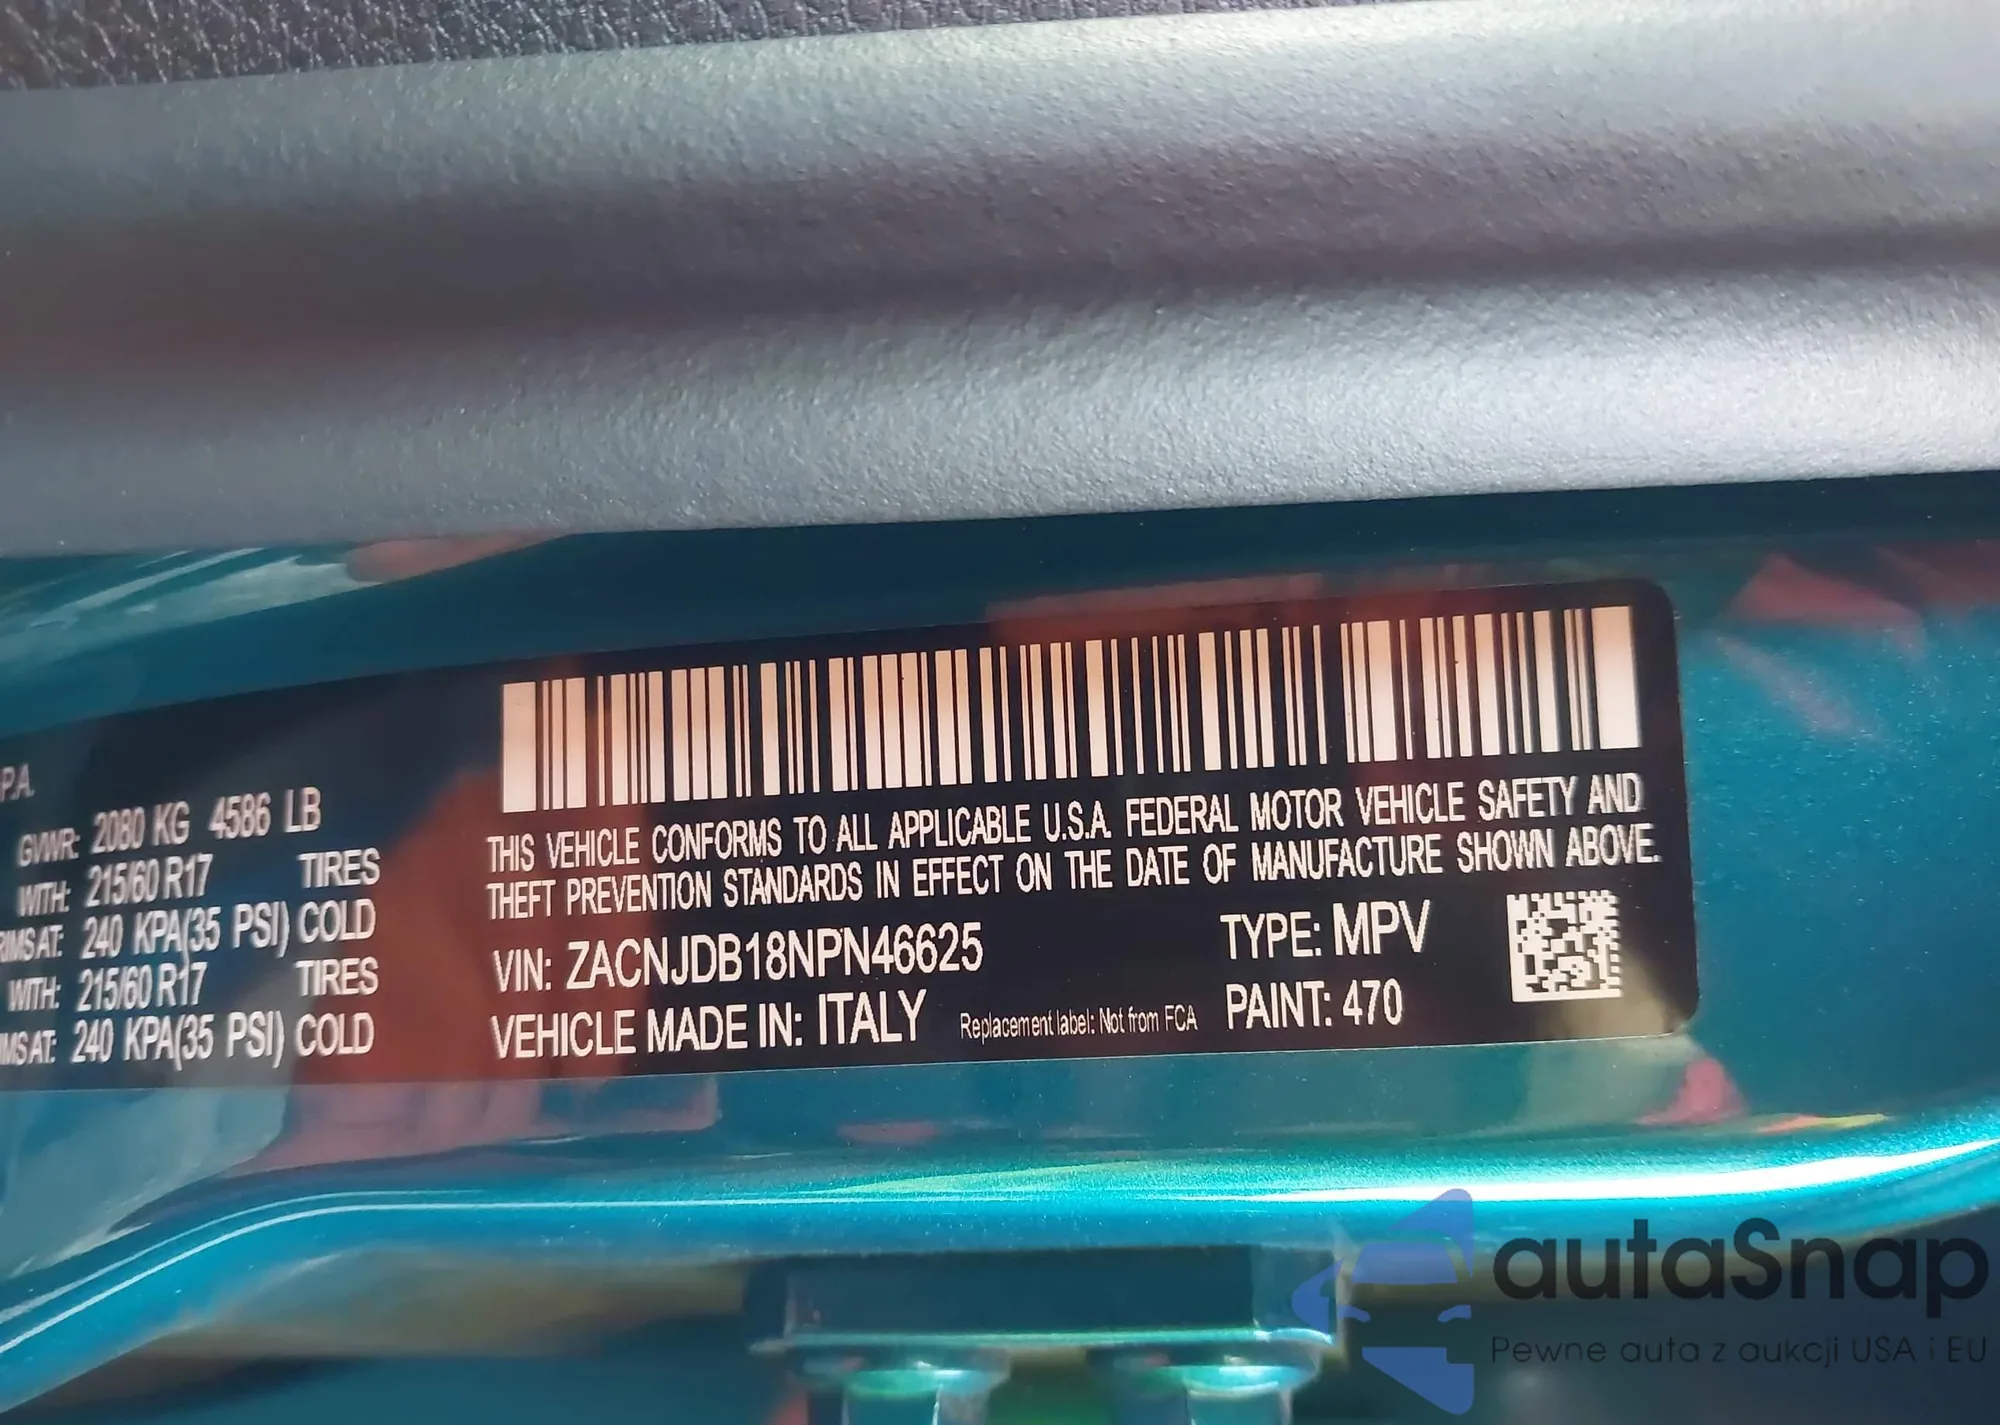 P.A.
GVWR: 2080 KG 4586 LB
WITH: 215/60 R17 TIRES
RIMS AT: 240 KPA(35 PSI) COLD
WITH: 215/60 R17 TIRES
IMS AT: 240 KPA(35 PSI) COLD
THIS VEHICLE CONFORMS TO ALL APPLICABLE U.S.A. FEDERAL MOTOR VEHICLE SAFETY AND
THEFT PREVENTION STANDARDS IN EFFECT ON THE DATE OF MANUFACTURE SHOWN ABOVE.
VIN: ZACNJDB18NPN46625 TYPE: MPV
VEHICLE MADE IN: ITALY Replacement label: Not from FCA PAINT: 470
autaSnap
Pewne auta z aukcji USA i EU